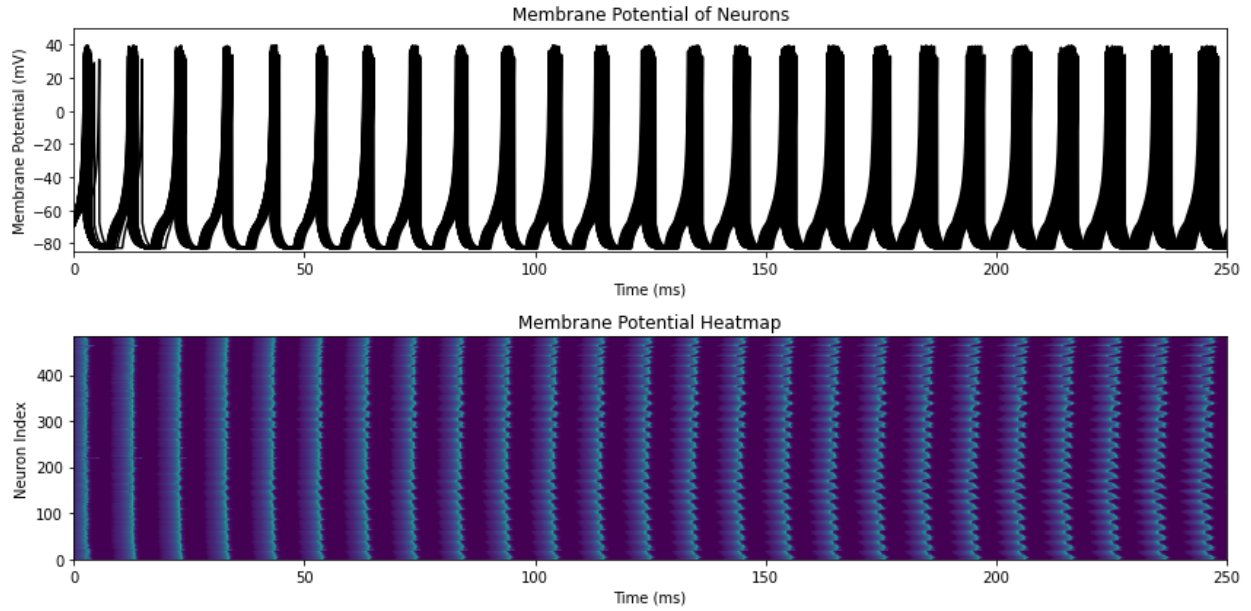 Membrane Potential of Neurons
Membrane Potential (mV)
40
20
0
−20
−40
−60
−80
0 50 100 150 200 250
Time (ms)
Membrane Potential Heatmap
Neuron Index
400
300
200
100
0
0 50 100 150 200 250
Time (ms)